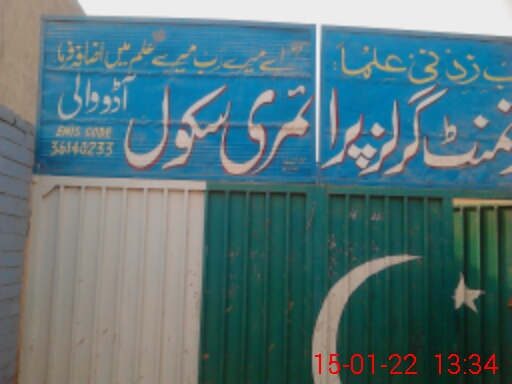 ب زدنی علماً
"اے میرے رب میرے علم میں اضافہ فرما"
نمنٹ گرلز پرائمری سکول
آڈووالی
EMIS CODE
36140233
15-01-22 13:34